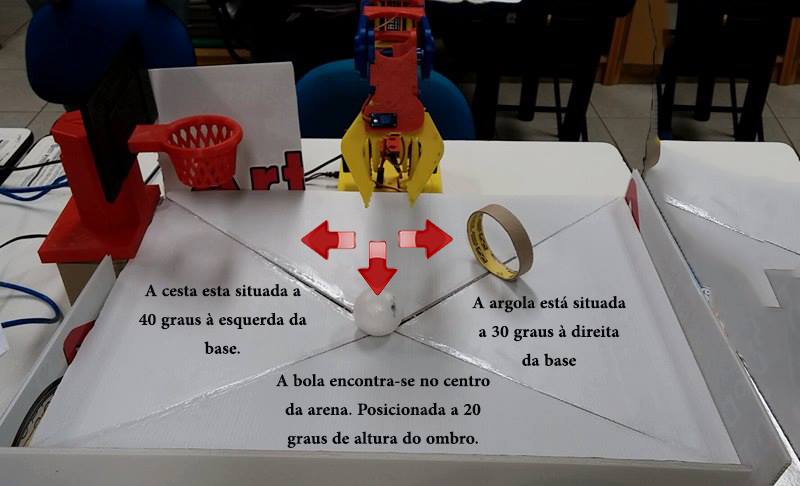 art
A cesta esta situada a
40 graus à esquerda da
base.
A argola está situada
a 30 graus à direita
da base
A bola encontra-se no centro
da arena. Posicionada a 20
graus de altura do ombro.